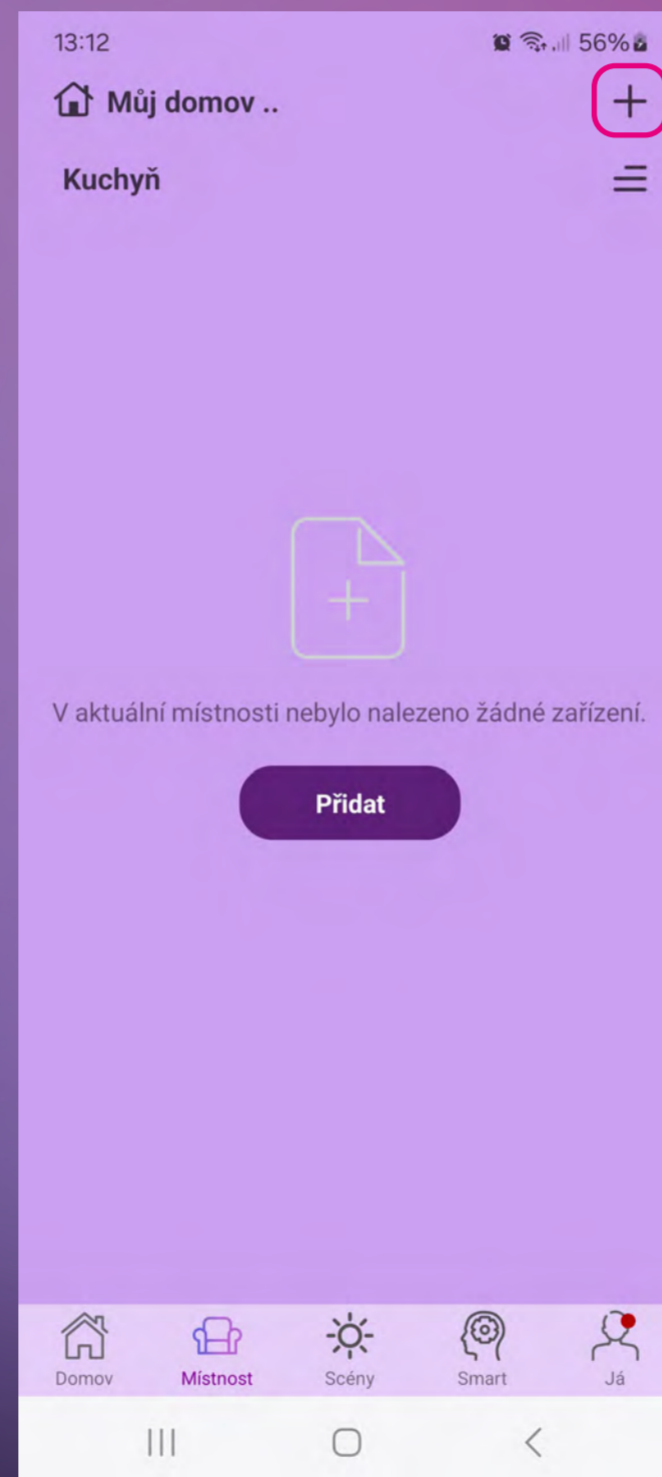 13:12 56%
Můj domov ..
Kuchyň
V aktuální místnosti nebylo nalezeno žádné zařízení.
Přidat
Domov Místnost Scény Smart Já